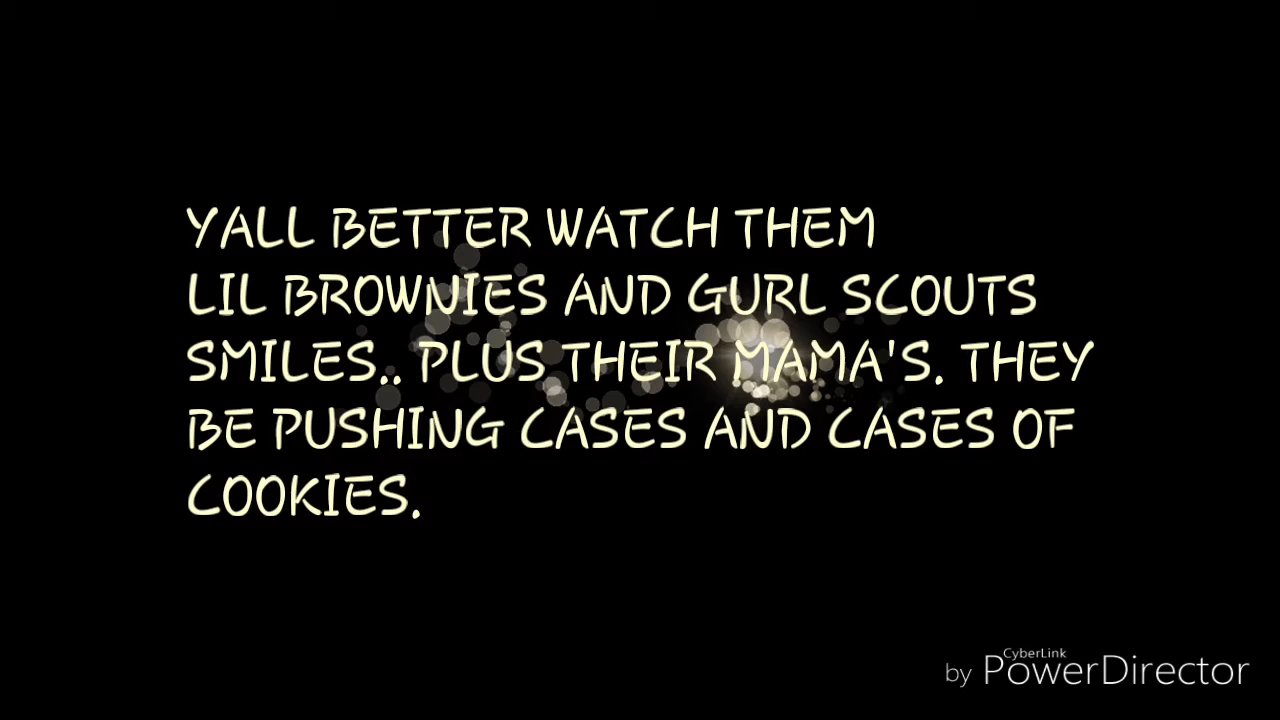 YALL BETTER WATCH THEM
LIL BROWNIES AND GURL SCOUTS
SMILES.. PLUS THEIR MAMA'S. THEY
BE PUSHING CASES AND CASES OF
COOKIES.
CyberLink
by PowerDirector